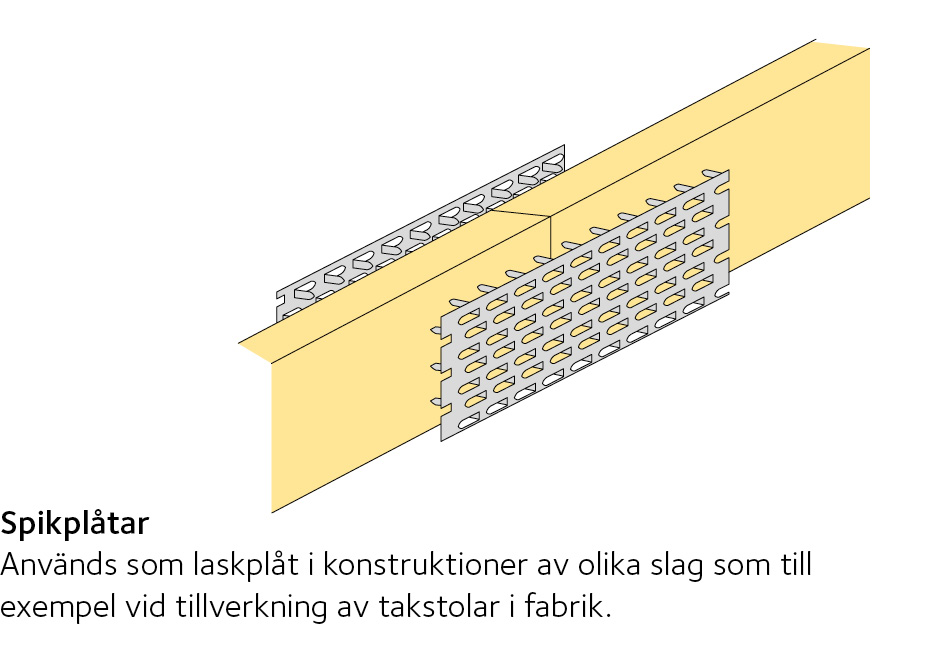 Spikplåtar
Används som laskplåt i konstruktioner av olika slag som till
exempel vid tillverkning av takstolar i fabrik.